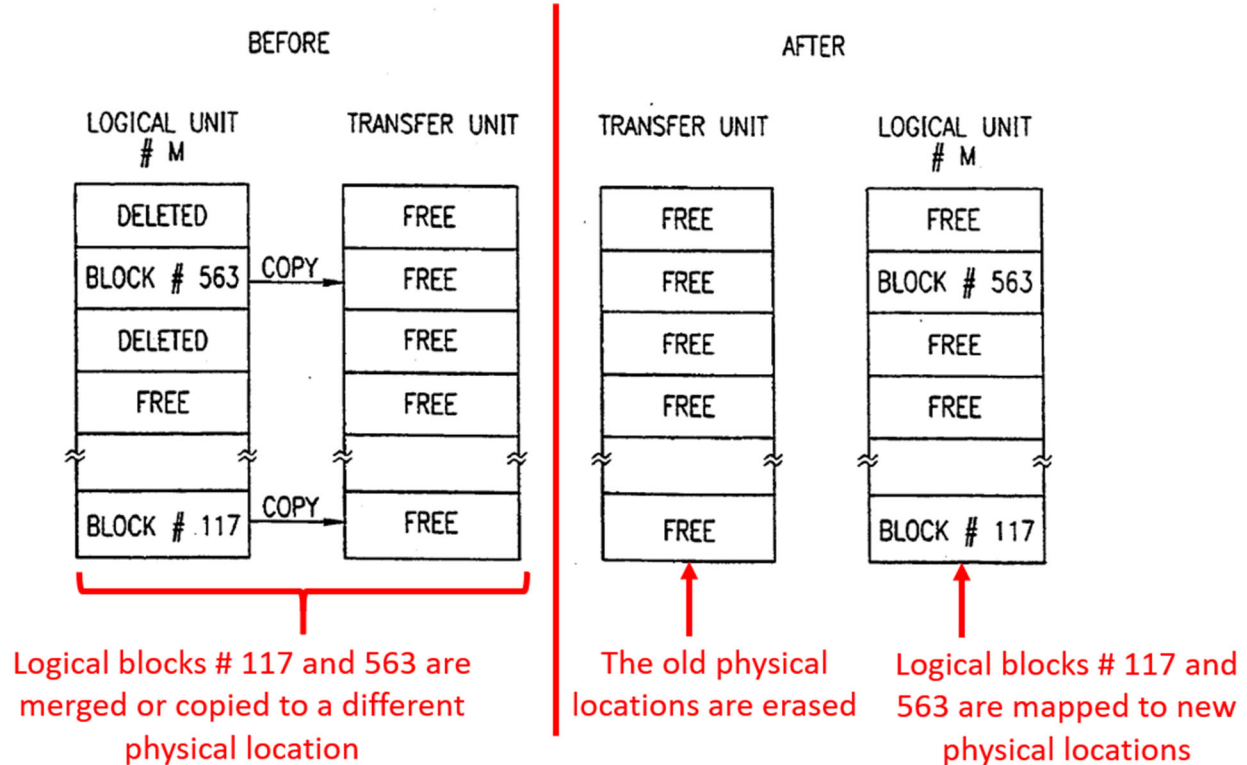 BEFORE
LOGICAL UNIT
# M
TRANSFER UNIT
DELETED
FREE
BLOCK # 563
COPY
FREE
DELETED
FREE
FREE
FREE
BLOCK # 117
COPY
FREE
Logical blocks # 117 and 563 are
merged or copied to a different
physical location
AFTER
TRANSFER UNIT
LOGICAL UNIT
# M
FREE
FREE
FREE
BLOCK # 563
FREE
FREE
FREE
FREE
FREE
BLOCK # 117
The old physical
locations are erased
Logical blocks # 117 and
563 are mapped to new
physical locations